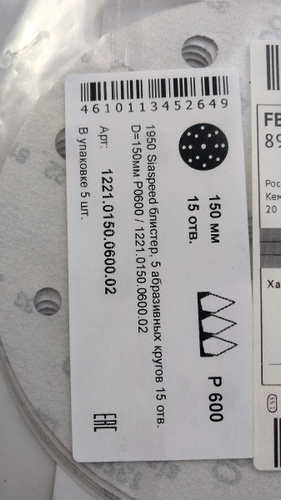 4610113452649
150 мм
15 отв.
P 600
1950 Siaspeed блистер, 5 абразивных кругов 15 отв.
D=150мм P0600 / 1221.0150.0600.02
Арт: 1221.0150.0600.02
В упаковке 5 шт.
EAC
FE
89
Рос
Кем
20
Ха